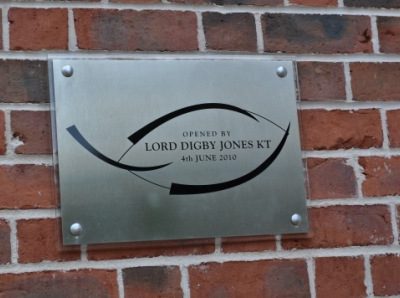 OPENED BY
LORD DIGBY JONES KT
4th JUNE 2010